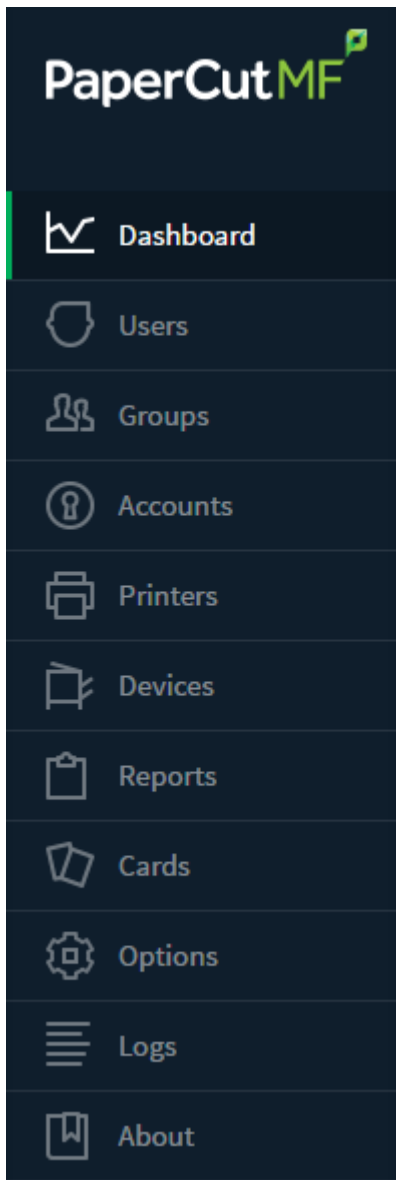 PaperCutMF
Dashboard
Users
Groups
Accounts
Printers
Devices
Reports
Cards
Options
Logs
About